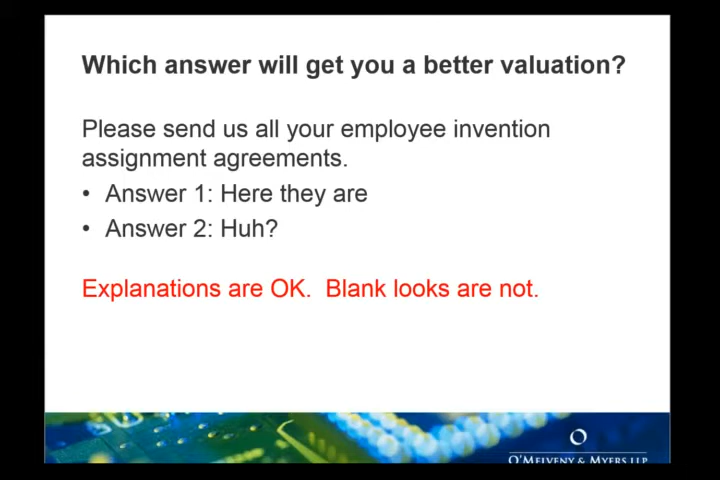 Which answer will get you a better valuation?
Please send us all your employee invention
assignment agreements.
• Answer 1: Here they are
• Answer 2: Huh?
Explanations are OK.  Blank looks are not.
O'MELVENY & MYERS LLP